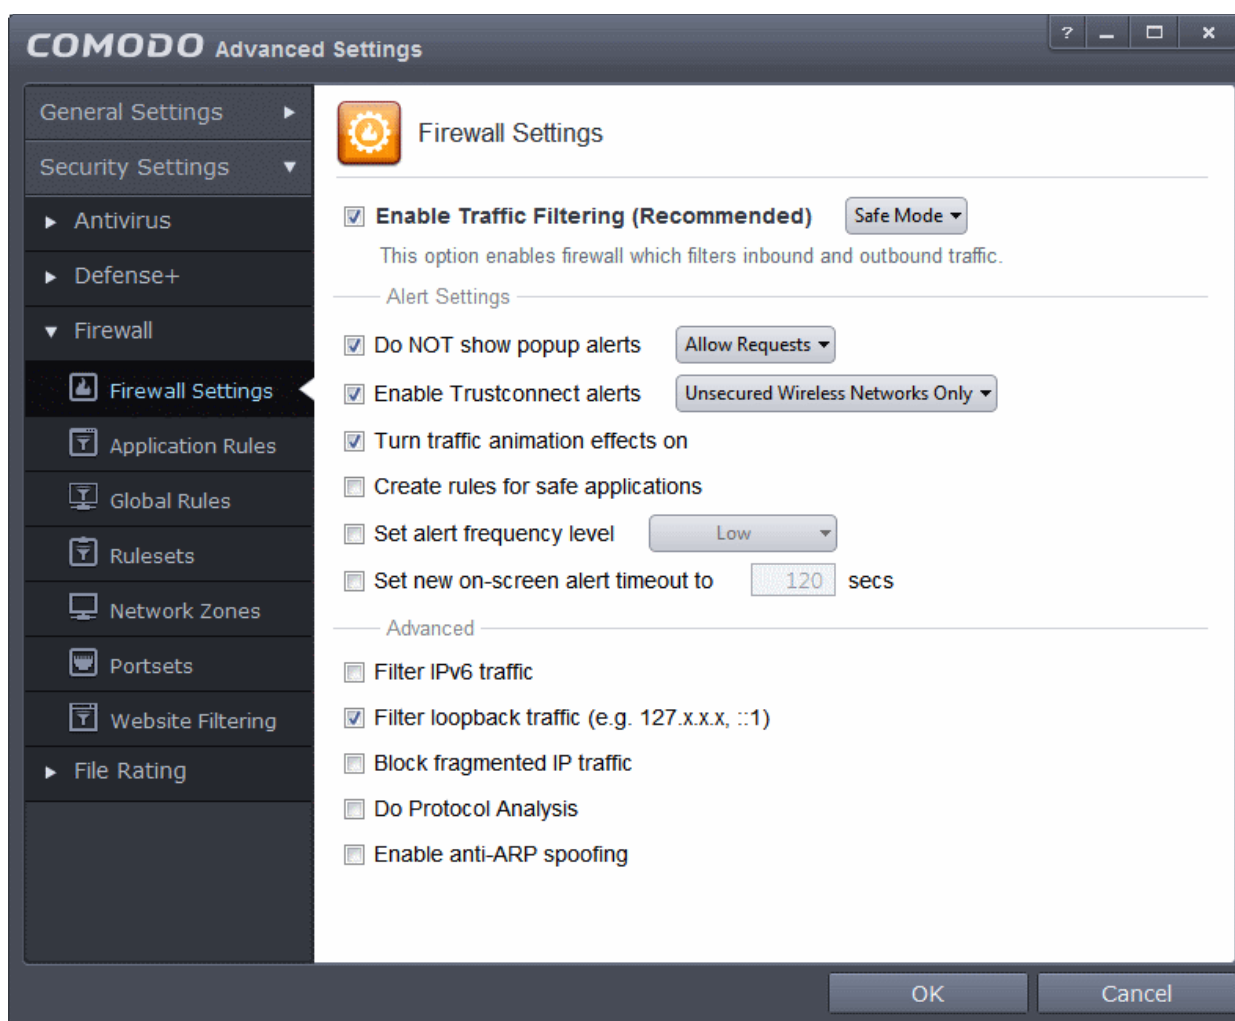 COMODO Advanced Settings
?
General Settings
Security Settings
Antivirus
Defense+
Firewall
Firewall Settings
Application Rules
Global Rules
Rulesets
Network Zones
Portsets
Website Filtering
File Rating
Firewall Settings
Enable Traffic Filtering (Recommended) Safe Mode
This option enables firewall which filters inbound and outbound traffic.
Alert Settings
Do NOT show popup alerts Allow Requests
Enable Trustconnect alerts Unsecured Wireless Networks Only
Turn traffic animation effects on
Create rules for safe applications
Set alert frequency level Low
Set new on-screen alert timeout to 120 secs
Advanced
Filter IPv6 traffic
Filter loopback traffic (e.g. 127.x.x.x, ::1)
Block fragmented IP traffic
Do Protocol Analysis
Enable anti-ARP spoofing
OK Cancel